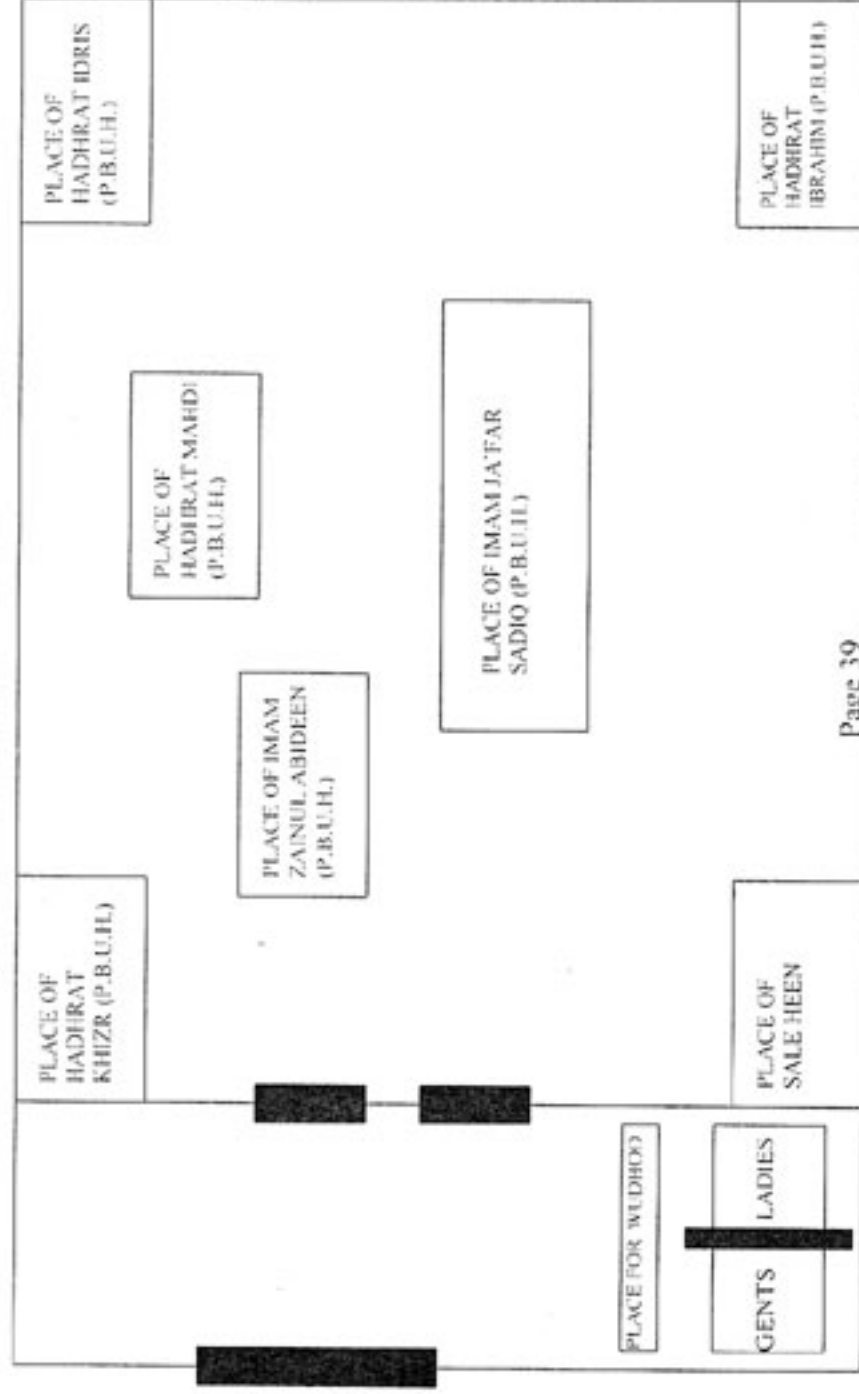 PLACE OF
HADHRAT
KHIZR (P.B.U.H.)
PLACE OF
HADHRAT IDRIS
(P.B.U.H.)
PLACE OF
HADHRAT MAHDI
(P.B.U.H.)
PLACE OF IMAM
ZAINUL ABIDEEN
(P.B.U.H.)
PLACE OF IMAM JA'FAR
SADIQ (P.B.U.H.)
PLACE FOR WUDHOO
GENTS
LADIES
PLACE OF
SALE HEEN
PLACE OF
HADHRAT
IBRAHIM (P.B.U.H.)
Page 39